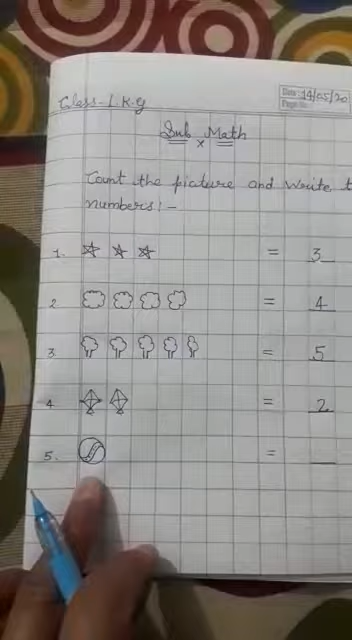 Date: 14/05/20
Page No.
Class - L.K.G
Sub Math
x
Count the picture and write t
numbers:-
1. = 3
2 = 4
3. = 5
4. = 2
5. = __